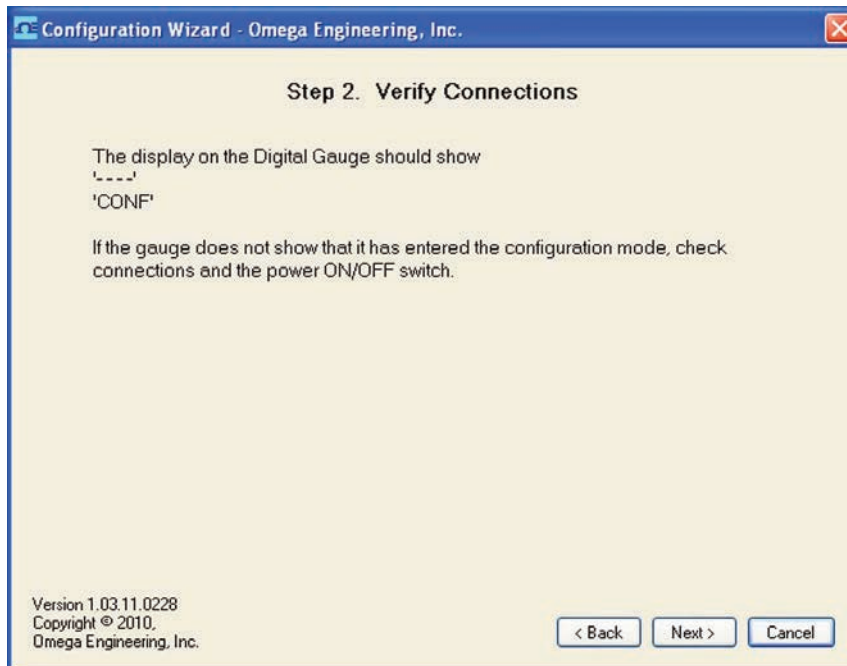 Configuration Wizard - Omega Engineering, Inc.
Step 2. Verify Connections
The display on the Digital Gauge should show
'----'
'CONF'
If the gauge does not show that it has entered the configuration mode, check
connections and the power ON/OFF switch.
Version 1.03.11.0228
Copyright © 2010,
Omega Engineering, Inc.
< Back
Next >
Cancel